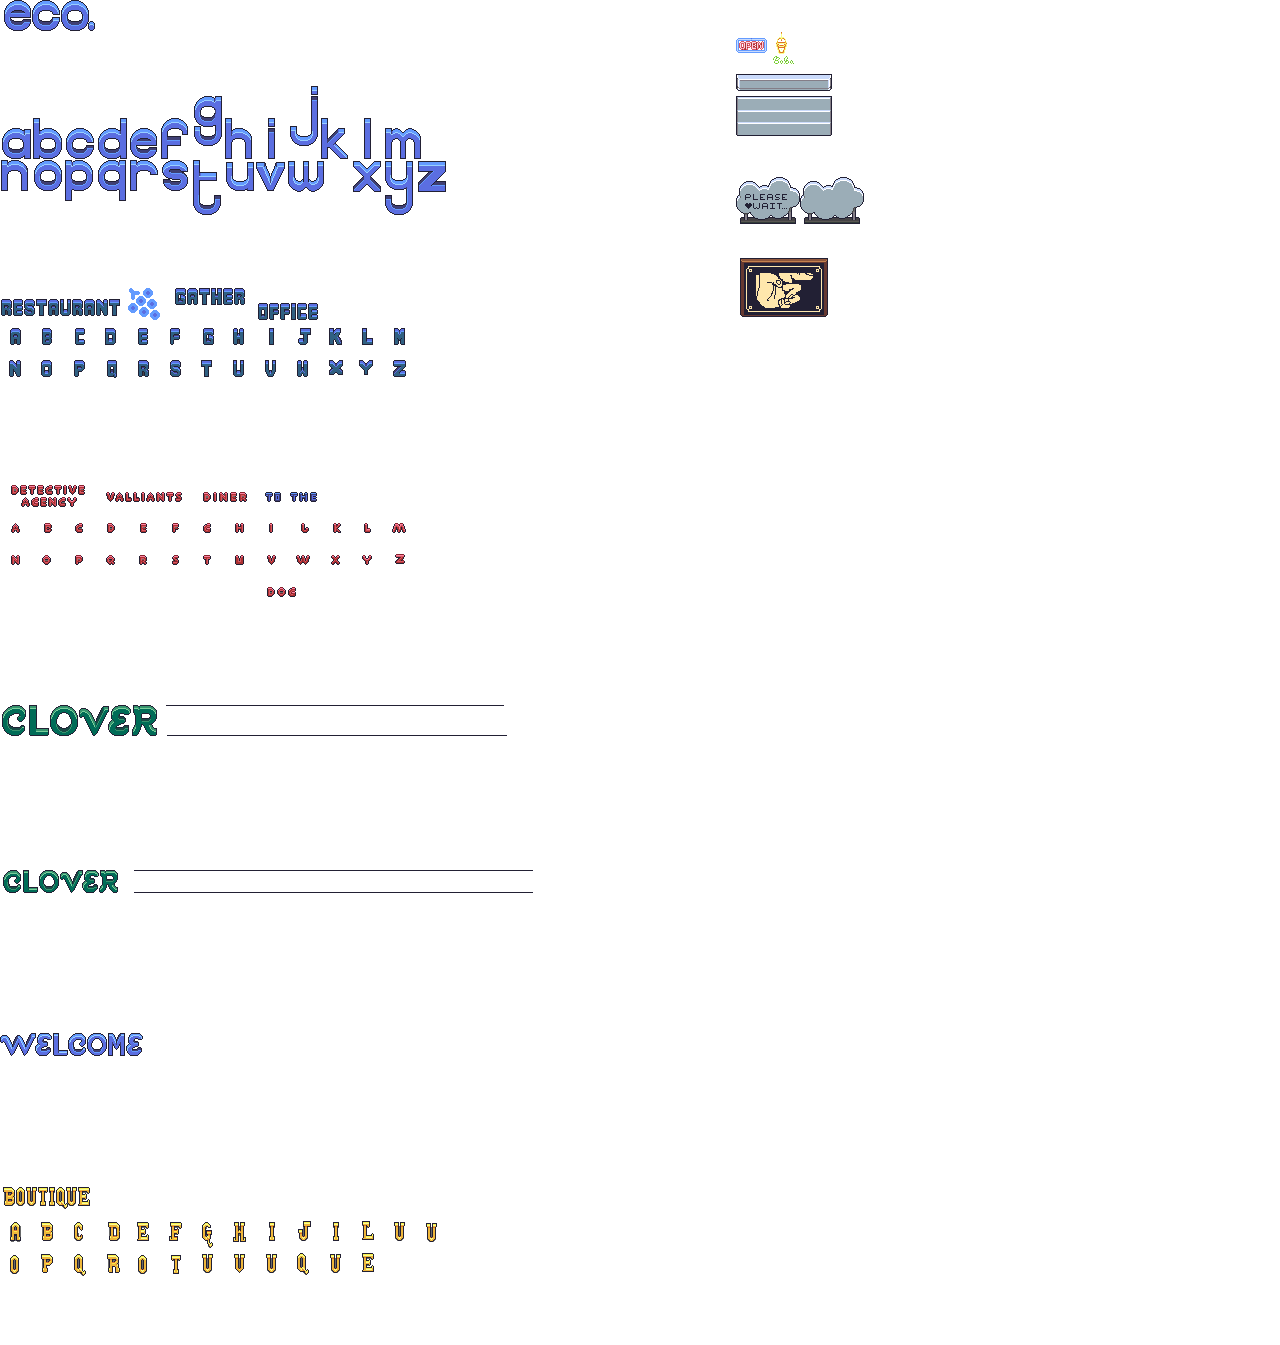 eco.
OPEN
Boba
abcdefghijklm
nopqrstuvwxyz
PLEASE
♥WAIT...
RESTAURANT GATHER OFFICE
A B C D E F G H I J K L M
N O P Q R S T U V W X Y Z
DETECTIVE
AGENCY
VALLIANTS DINER TO THE
A B C D E F G H I L K L M
N O P Q R S T U V W X Y Z
DOG
CLOVER
CLOVER
WELCOME
BOUTIQUE
A B C D E F G H I J I L U U
O P Q R O T U V U Q U E